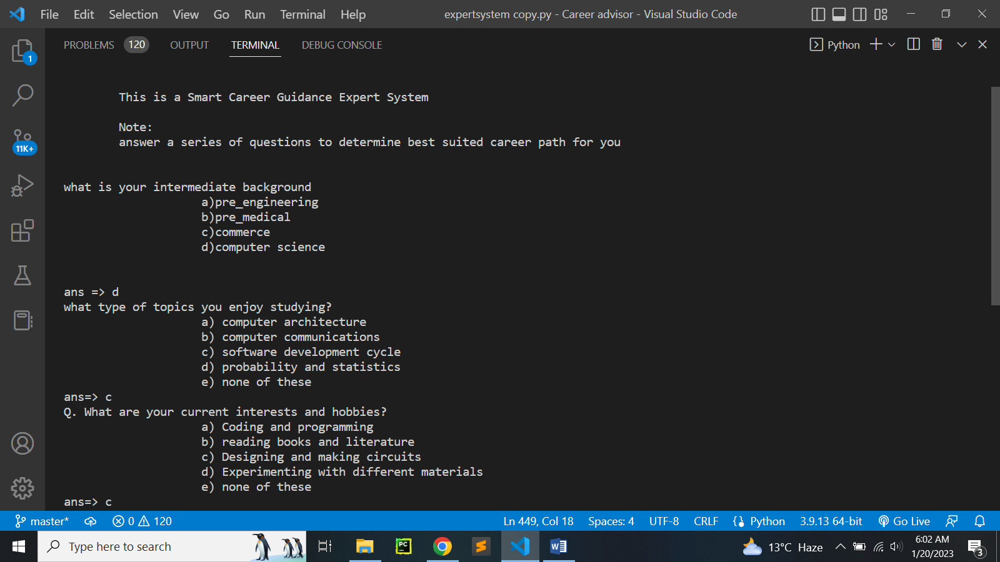 File Edit Selection View Go Run Terminal Help expertsystem copy.py - Career advisor - Visual Studio Code
PROBLEMS 120 OUTPUT TERMINAL DEBUG CONSOLE Python
1
11K+
This is a Smart Career Guidance Expert System
Note:
answer a series of questions to determine best suited career path for you
what is your intermediate background
a)pre_engineering
b)pre_medical
c)commerce
d)computer science
ans => d
what type of topics you enjoy studying?
a) computer architecture
b) computer communications
c) software development cycle
d) probability and statistics
e) none of these
ans=> c
Q. What are your current interests and hobbies?
a) Coding and programming
b) reading books and literature
c) Designing and making circuits
d) Experimenting with different materials
e) none of these
ans=> c
master* 0 120 Ln 449, Col 18 Spaces: 4 UTF-8 CRLF Python 3.9.13 64-bit Go Live
Type here to search PC W 13°C Haze 6:02 AM
1/20/2023 3